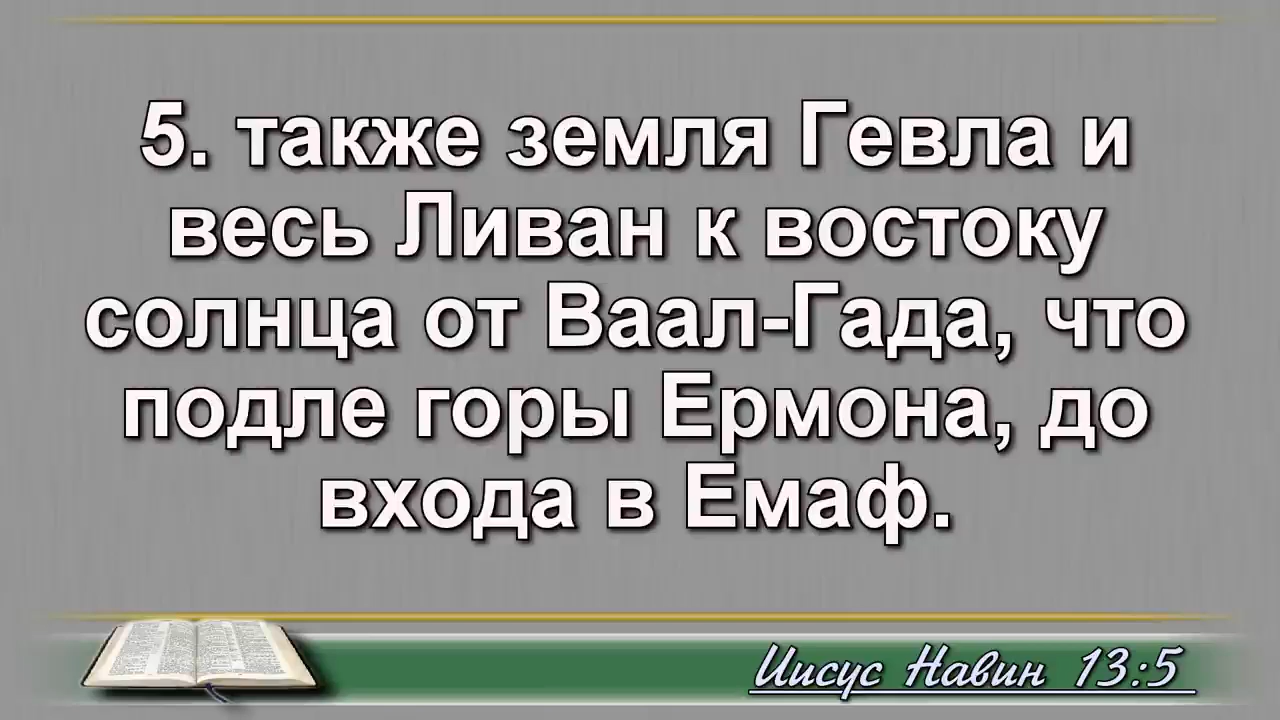 5. также земля Гевла и
весь Ливан к востоку
солнца от Ваал-Гада, что
подле горы Ермона, до
входа в Емаф.
Иисус Навин 13:5